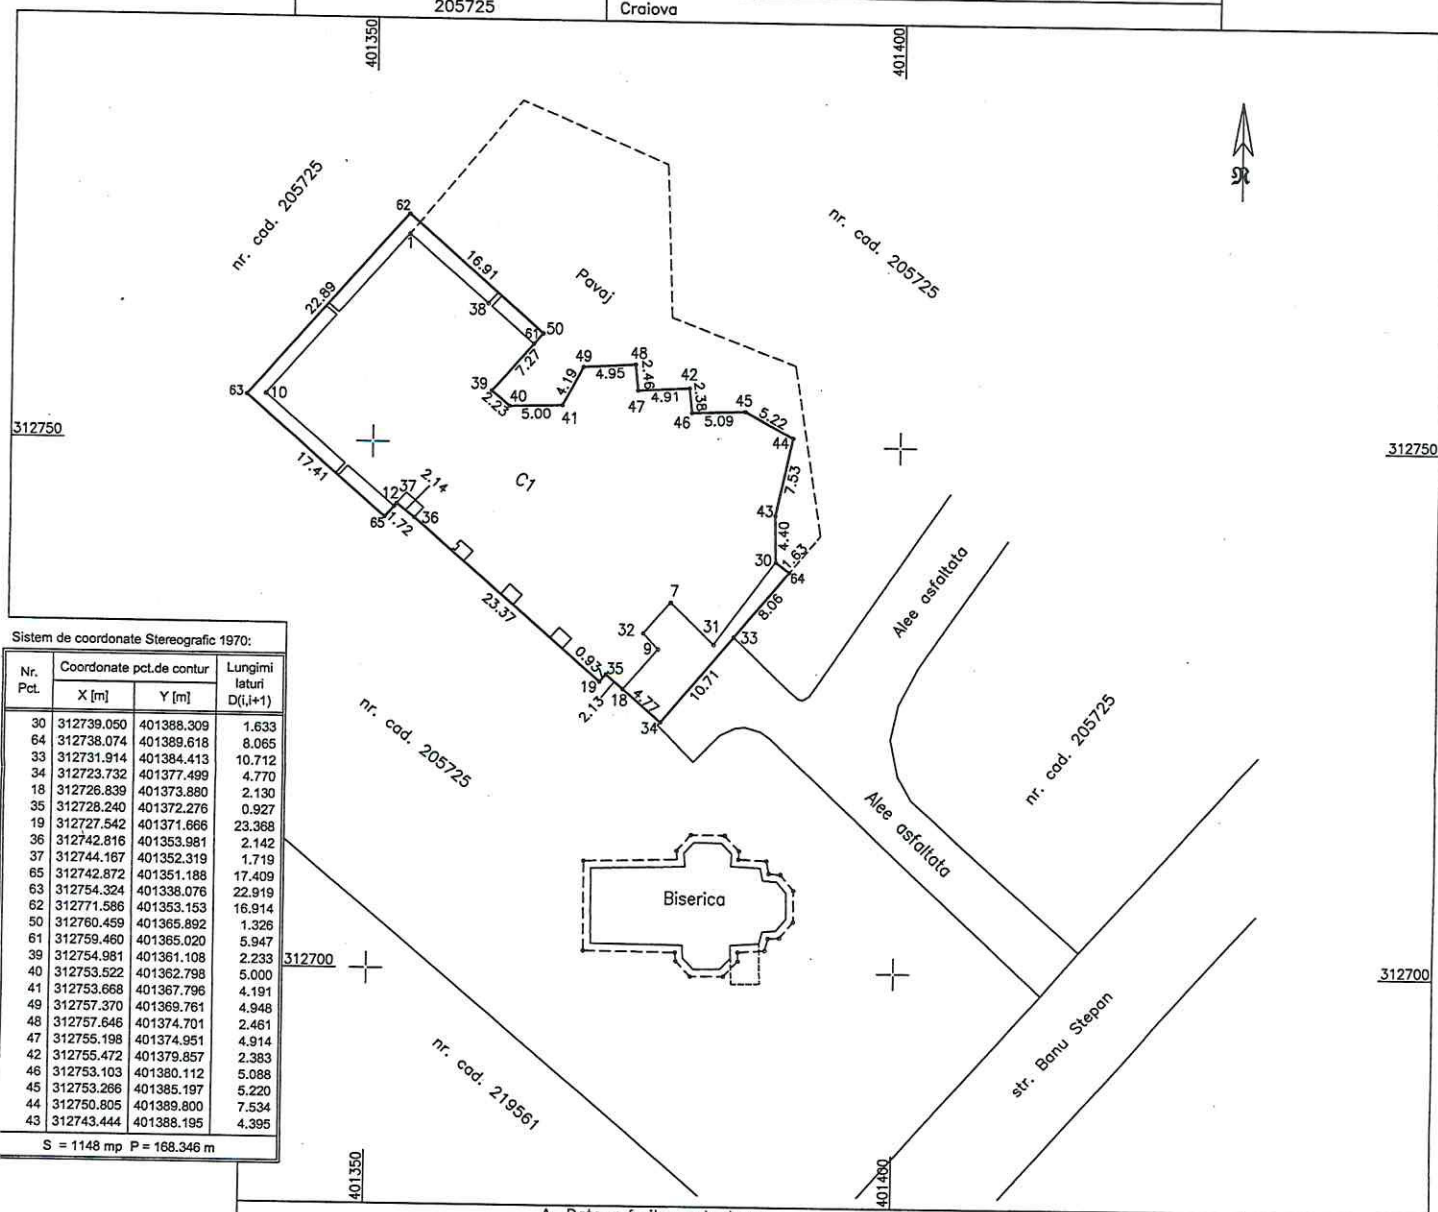 205725
Craiova
401350
401400
nr. cad. 205725
nr. cad. 205725
62
1
16.91
Pavaj
22.89
38
61
50
7.27
49
48
4.95
2.46
42
39
2.23
40
5.00
4.19
41
47
4.91
2.38
46
5.09
45
5.22
44
63
10
312750
312750
17.41
C1
7.53
12
37
2.14
65
1.72
36
43
4.40
30
1.63
64
Alee asfaltata
23.37
7
8.06
32
31
33
9
0.93
35
19
2.13
18
4.77
10.71
34
Sistem de coordonate Stereografic 1970:
Nr. Pct. Coordonate pct.de contur Lungimi laturi D(i,i+1)
X [m] Y [m]
30 312739.050 401388.309 1.633
64 312738.074 401389.618 8.065
33 312731.914 401384.413 10.712
34 312723.732 401377.499 4.770
18 312726.839 401373.880 2.130
35 312728.240 401372.276 0.927
19 312727.542 401371.666 23.368
36 312742.816 401353.981 2.142
37 312744.167 401352.319 1.719
65 312742.872 401351.188 17.409
63 312754.324 401338.076 22.919
62 312771.586 401353.153 16.914
50 312760.459 401365.892 1.326
61 312759.460 401365.020 5.947
39 312754.981 401361.108 2.233
40 312753.522 401362.798 5.000
41 312753.668 401367.796 4.191
49 312757.370 401369.761 4.948
48 312757.646 401374.701 2.461
47 312755.198 401374.951 4.914
42 312755.472 401379.857 2.383
46 312753.103 401380.112 5.088
45 312753.266 401385.197 5.220
44 312750.805 401389.800 7.534
43 312743.444 401388.195 4.395
S = 1148 mp P = 168.346 m
nr. cad. 205725
nr. cad. 205725
Alee asfaltata
Biserica
312700
312700
nr. cad. 219561
str. Banu Stepan
401350
401400